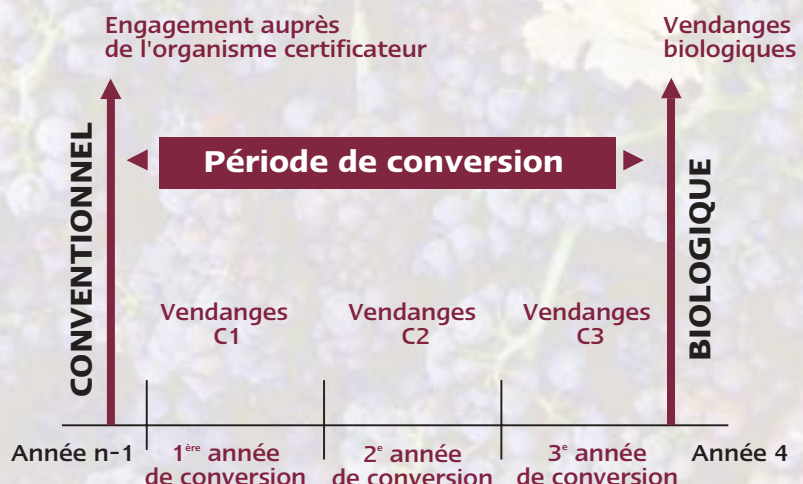 Engagement auprès
de l'organisme certificateur
Vendanges
biologiques
CONVENTIONNEL
◄ Période de conversion ►
BIOLOGIQUE
Vendanges
C1
Vendanges
C2
Vendanges
C3
Année n-1
1ère année
de conversion
2e année
de conversion
3e année
de conversion
Année 4